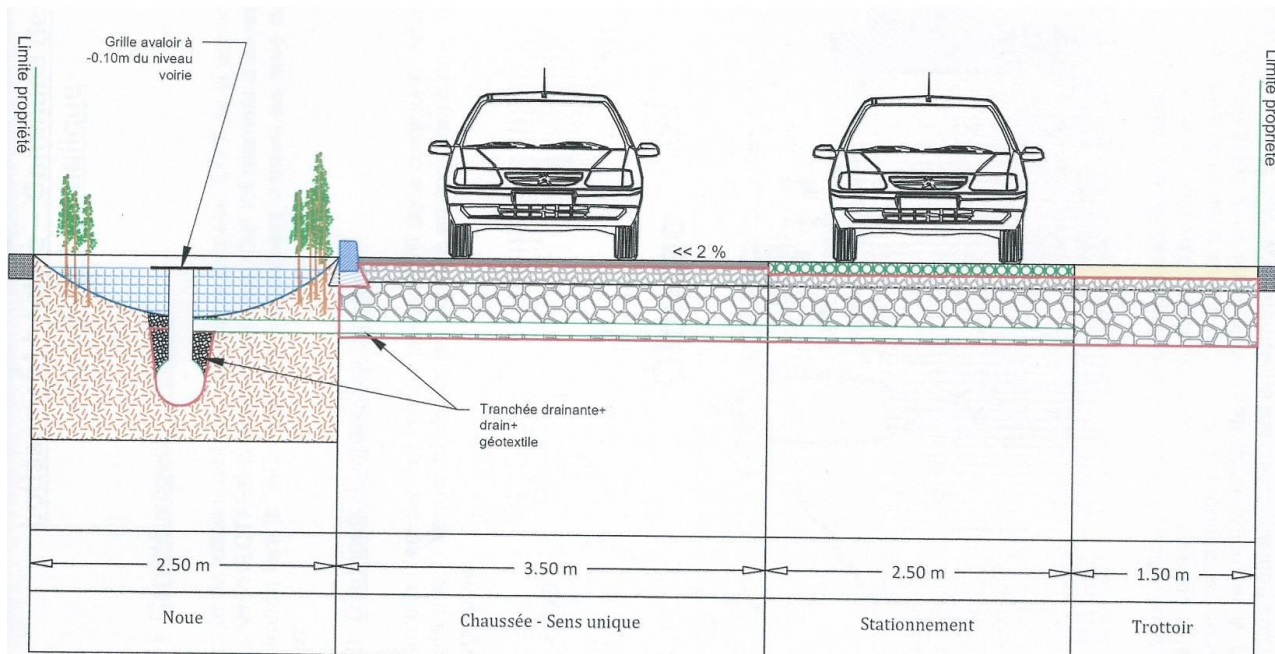 Limite propriété
Grille avaloir à
-0.10m du niveau
voirie
Limite propriété
<< 2 %
Tranchée drainante+
drain+
géotextile
2.50 m
3.50 m
2.50 m
1.50 m
Noue
Chaussée - Sens unique
Stationnement
Trottoir